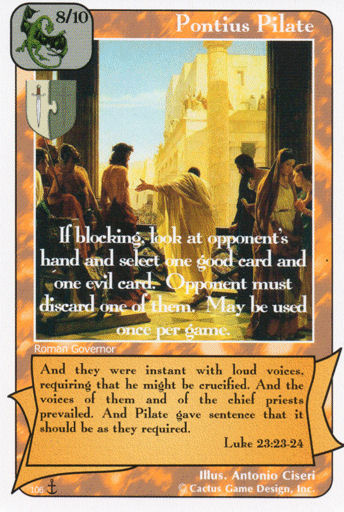 8/10
Pontius Pilate
If blocking, look at opponent's
hand and select one good card and
one evil card. Opponent must
discard one of them. May be used
once per game.
Roman Governor
And they were instant with loud voices,
requiring that he might be crucified. And the
voices of them and of the chief priests
prevailed. And Pilate gave sentence that it
should be as they required.
Luke 23:23-24
Illus. Antonio Ciseri
© Cactus Game Design, Inc.
106